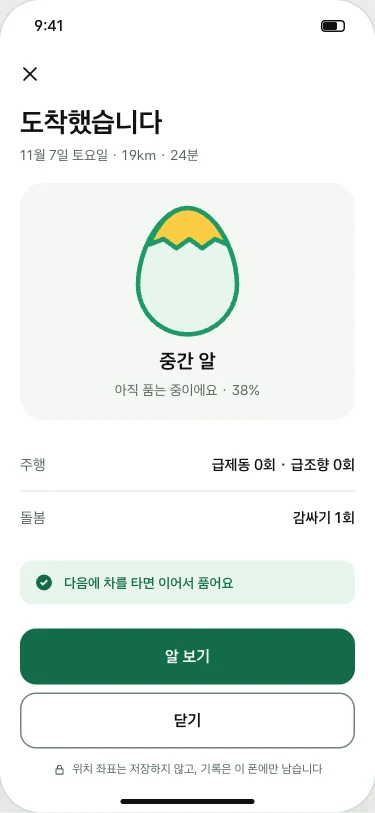 9:41
도착했습니다
11월 7일 토요일 · 19km · 24분
중간 알
아직 품는 중이에요 · 38%
주행 급제동 0회 · 급조향 0회
돌봄 감싸기 1회
다음에 차를 타면 이어서 품어요
알 보기
닫기
위치 좌표는 저장하지 않고, 기록은 이 폰에만 남습니다